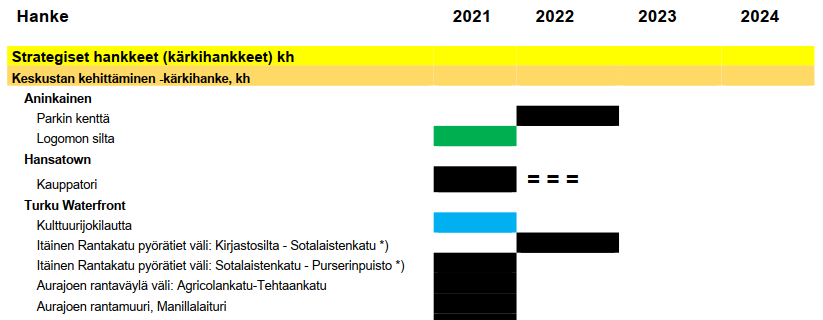 Hanke 2021 2022 2023 2024
Strategiset hankkeet (kärkihankkeet) kh
Keskustan kehittäminen -kärkihanke, kh
Aninkainen
Parkin kenttä
Logomon silta
Hansatown
Kauppatori = = =
Turku Waterfront
Kulttuurijokilautta
Itäinen Rantakatu pyörätiet väli: Kirjastosilta - Sotalaistenkatu *)
Itäinen Rantakatu pyörätiet väli: Sotalaistenkatu - Purserinpuisto *)
Aurajoen rantaväylä väli: Agricolankatu-Tehtaankatu
Aurajoen rantamuuri, Manillalaituri